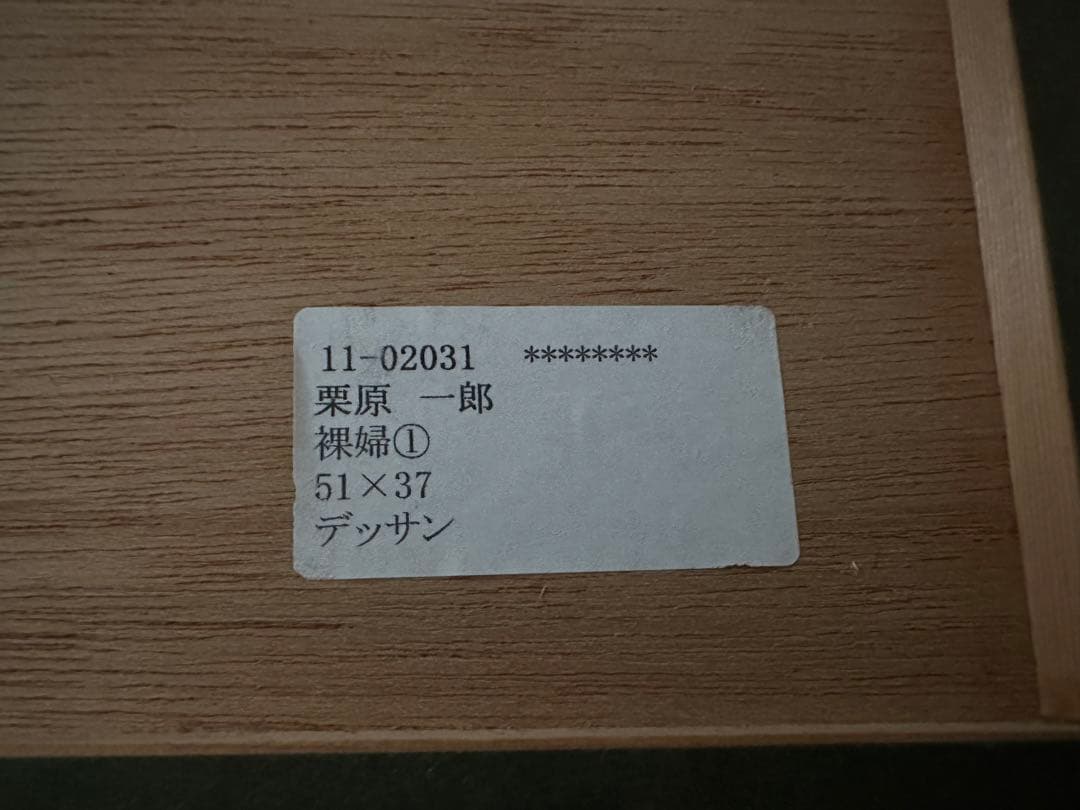 11-02031 ********
栗原 一郎
裸婦①
51×37
デッサン